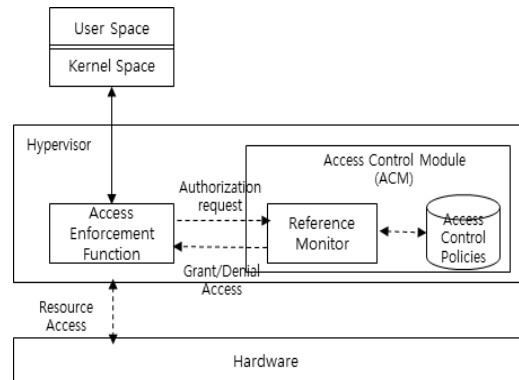 User Space
Kernel Space
Hypervisor
Access Control Module
(ACM)
Authorization
request
Access
Enforcement
Function
Reference
Monitor
Access
Control
Policies
Grant/Denial
Access
Resource
Access
Hardware